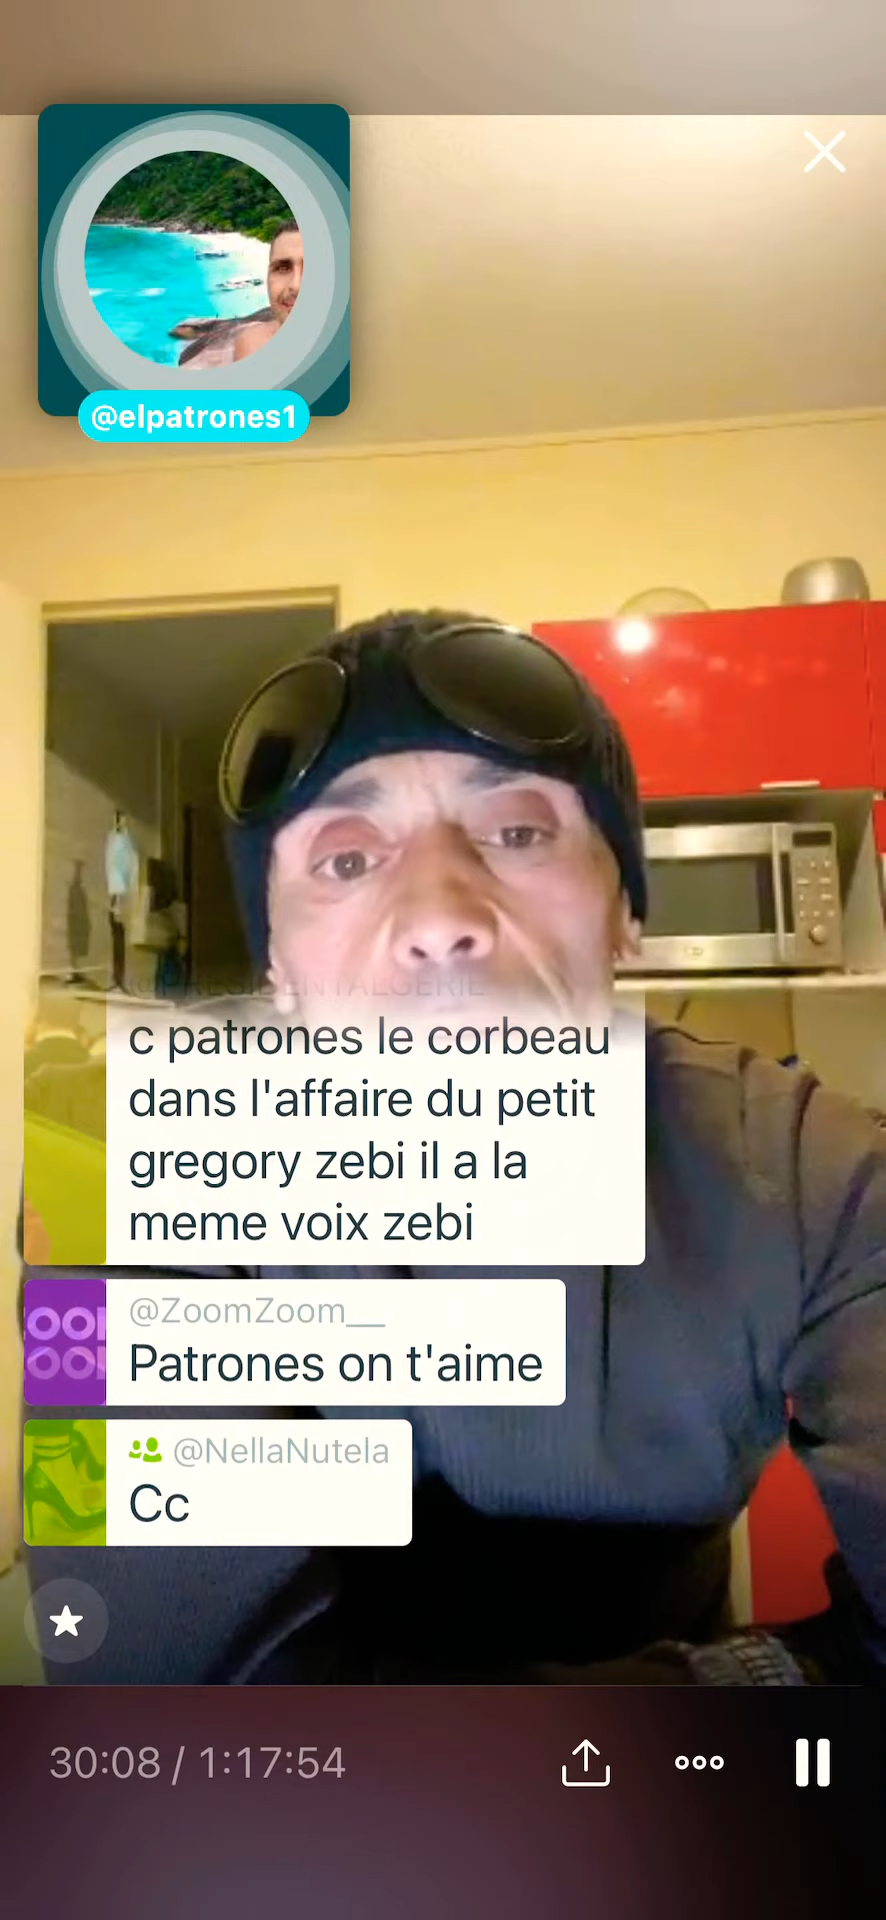 @elpatrones1
@PRESIDENTALGERIE
c patrones le corbeau
dans l'affaire du petit
gregory zebi il a la
meme voix zebi
@ZoomZoom__
Patrones on t'aime
@NellaNutela
Cc
30:08 / 1:17:54